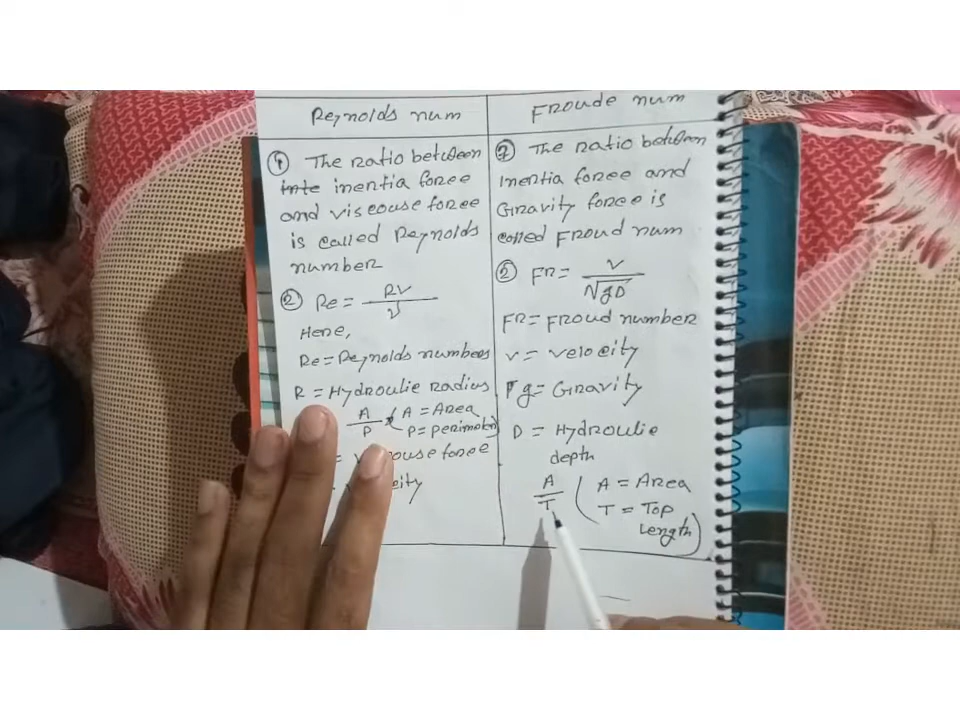 Reynolds num
① The ratio between
inte inertia force
and viscouse force
is called Reynolds
number
② Re = RV/ν
Here,
Re = Reynolds numbers
R = Hydroulic radius
A/P (A = Area
P = perimeter)
force
Froude num
① The ratio between
Inertia force and
Gravity force is
called Froud num
② FR = V/√gD
FR = Froud number
V = velocity
g = Gravity
D = Hydroulic
depth
A/T (A = Area
T = Top
Length)